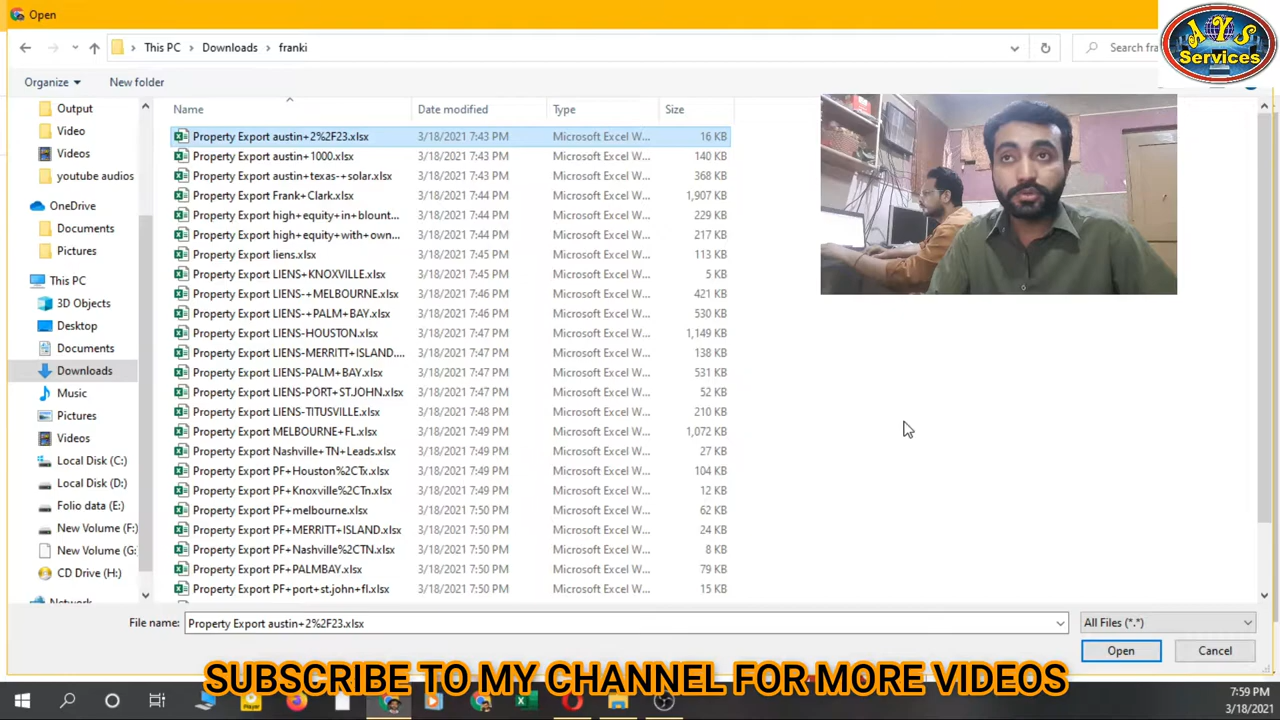 Open
This PC > Downloads > franki
Search fra
AYS
Services
Organize
New folder
Output
Video
Videos
youtube audios
OneDrive
Documents
Pictures
This PC
3D Objects
Desktop
Documents
Downloads
Music
Pictures
Videos
Local Disk (C:)
Local Disk (D:)
Folio data (E:)
New Volume (F:)
New Volume (G:
CD Drive (H:)
Network
Name Date modified Type Size
Property Export austin+2%2F23.xlsx 3/18/2021 7:43 PM Microsoft Excel W... 16 KB
Property Export austin+1000.xlsx 3/18/2021 7:43 PM Microsoft Excel W... 140 KB
Property Export austin+texas-+solar.xlsx 3/18/2021 7:43 PM Microsoft Excel W... 368 KB
Property Export Frank+Clark.xlsx 3/18/2021 7:44 PM Microsoft Excel W... 1,907 KB
Property Export high+equity+in+blount... 3/18/2021 7:44 PM Microsoft Excel W... 229 KB
Property Export high+equity+with+own... 3/18/2021 7:44 PM Microsoft Excel W... 217 KB
Property Export liens.xlsx 3/18/2021 7:45 PM Microsoft Excel W... 113 KB
Property Export LIENS+KNOXVILLE.xlsx 3/18/2021 7:45 PM Microsoft Excel W... 5 KB
Property Export LIENS-+MELBOURNE.xlsx 3/18/2021 7:46 PM Microsoft Excel W... 421 KB
Property Export LIENS-+PALM+BAY.xlsx 3/18/2021 7:46 PM Microsoft Excel W... 530 KB
Property Export LIENS-HOUSTON.xlsx 3/18/2021 7:47 PM Microsoft Excel W... 1,149 KB
Property Export LIENS-MERRITT+ISLAND.... 3/18/2021 7:47 PM Microsoft Excel W... 138 KB
Property Export LIENS-PALM+BAY.xlsx 3/18/2021 7:47 PM Microsoft Excel W... 531 KB
Property Export LIENS-PORT+STJOHN.xlsx 3/18/2021 7:47 PM Microsoft Excel W... 52 KB
Property Export LIENS-TITUSVILLE.xlsx 3/18/2021 7:48 PM Microsoft Excel W... 210 KB
Property Export MELBOURNE+FL.xlsx 3/18/2021 7:49 PM Microsoft Excel W... 1,072 KB
Property Export Nashville+TN+Leads.xlsx 3/18/2021 7:49 PM Microsoft Excel W... 27 KB
Property Export PF+Houston%2CTx.xlsx 3/18/2021 7:49 PM Microsoft Excel W... 104 KB
Property Export PF+Knoxville%2CTn.xlsx 3/18/2021 7:49 PM Microsoft Excel W... 12 KB
Property Export PF+melbourne.xlsx 3/18/2021 7:50 PM Microsoft Excel W... 62 KB
Property Export PF+MERRITT+ISLAND.xlsx 3/18/2021 7:50 PM Microsoft Excel W... 24 KB
Property Export PF+Nashville%2CTN.xlsx 3/18/2021 7:50 PM Microsoft Excel W... 8 KB
Property Export PF+PALMBAY.xlsx 3/18/2021 7:50 PM Microsoft Excel W... 79 KB
Property Export PF+port+st.john+fl.xlsx 3/18/2021 7:50 PM Microsoft Excel W... 15 KB
File name: Property Export austin+2%2F23.xlsx
All Files (*.*)
Open
Cancel
SUBSCRIBE TO MY CHANNEL FOR MORE VIDEOS
7:59 PM
3/18/2021